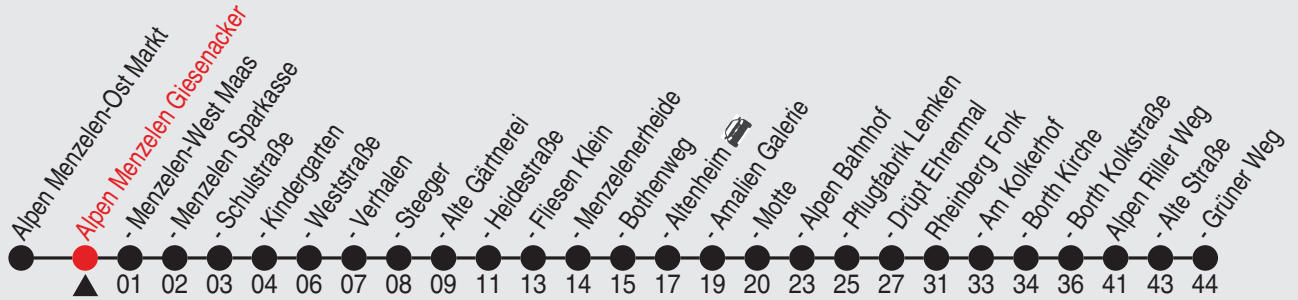 Alpen Menzelen-Ost Markt
Alpen Menzelen Giesenacker
- Menzelen-West Maas
- Menzelen Sparkasse
- Schulstraße
- Kindergarten
- Weststraße
- Verhalen
- Steeger
- Alte Gärtnerei
- Heidestraße
- Fliesen Klein
- Menzelenerheide
- Bothenweg
- Altenheim
- Amalien Galerie
- Motte
- Alpen Bahnhof
- Pflugfabrik Lemken
- Drüpt Ehrenmal
Rheinberg Fonk
- Am Kolkerhof
- Borth Kirche
- Borth Kolkstraße
Alpen Riller Weg
- Alte Straße
- Grüner Weg
01 02 03 04 06 07 08 09 11 13 14 15 17 19 20 23 25 27 31 33 34 36 41 43 44